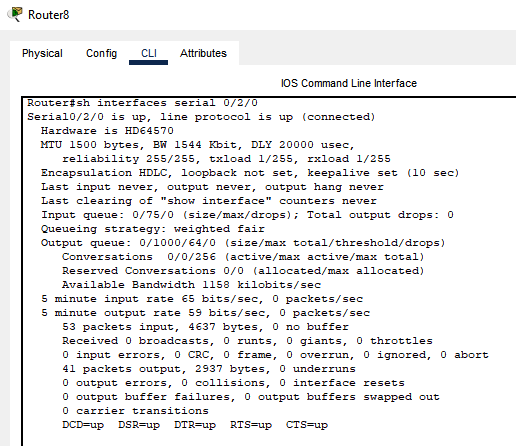 Router8
Physical Config CLI Attributes
IOS Command Line Interface
Router#sh interfaces serial 0/2/0
Serial0/2/0 is up, line protocol is up (connected)
Hardware is HD64570
MTU 1500 bytes, BW 1544 Kbit, DLY 20000 usec,
reliability 255/255, txload 1/255, rxload 1/255
Encapsulation HDLC, loopback not set, keepalive set (10 sec)
Last input never, output never, output hang never
Last clearing of "show interface" counters never
Input queue: 0/75/0 (size/max/drops); Total output drops: 0
Queueing strategy: weighted fair
Output queue: 0/1000/64/0 (size/max total/threshold/drops)
Conversations 0/0/256 (active/max active/max total)
Reserved Conversations 0/0 (allocated/max allocated)
Available Bandwidth 1158 kilobits/sec
5 minute input rate 65 bits/sec, 0 packets/sec
5 minute output rate 59 bits/sec, 0 packets/sec
53 packets input, 4637 bytes, 0 no buffer
Received 0 broadcasts, 0 runts, 0 giants, 0 throttles
0 input errors, 0 CRC, 0 frame, 0 overrun, 0 ignored, 0 abort
41 packets output, 2937 bytes, 0 underruns
0 output errors, 0 collisions, 0 interface resets
0 output buffer failures, 0 output buffers swapped out
0 carrier transitions
DCD=up DSR=up DTR=up RTS=up CTS=up